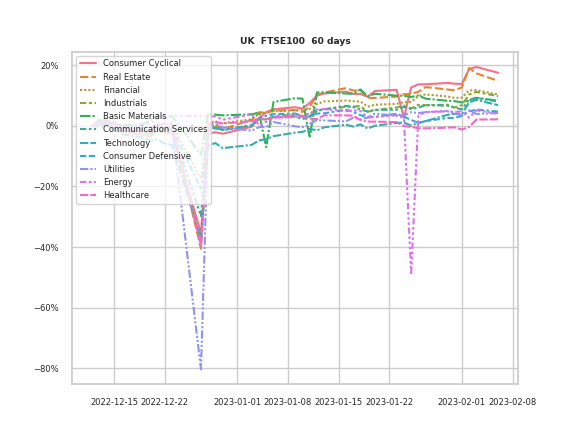 UK FTSE100 60 days
20%
0%
−20%
−40%
−60%
−80%
Consumer Cyclical
Real Estate
Financial
Industrials
Basic Materials
Communication Services
Technology
Consumer Defensive
Utilities
Energy
Healthcare
2022-12-15
2022-12-22
2023-01-01
2023-01-08
2023-01-15
2023-01-22
2023-02-01
2023-02-08